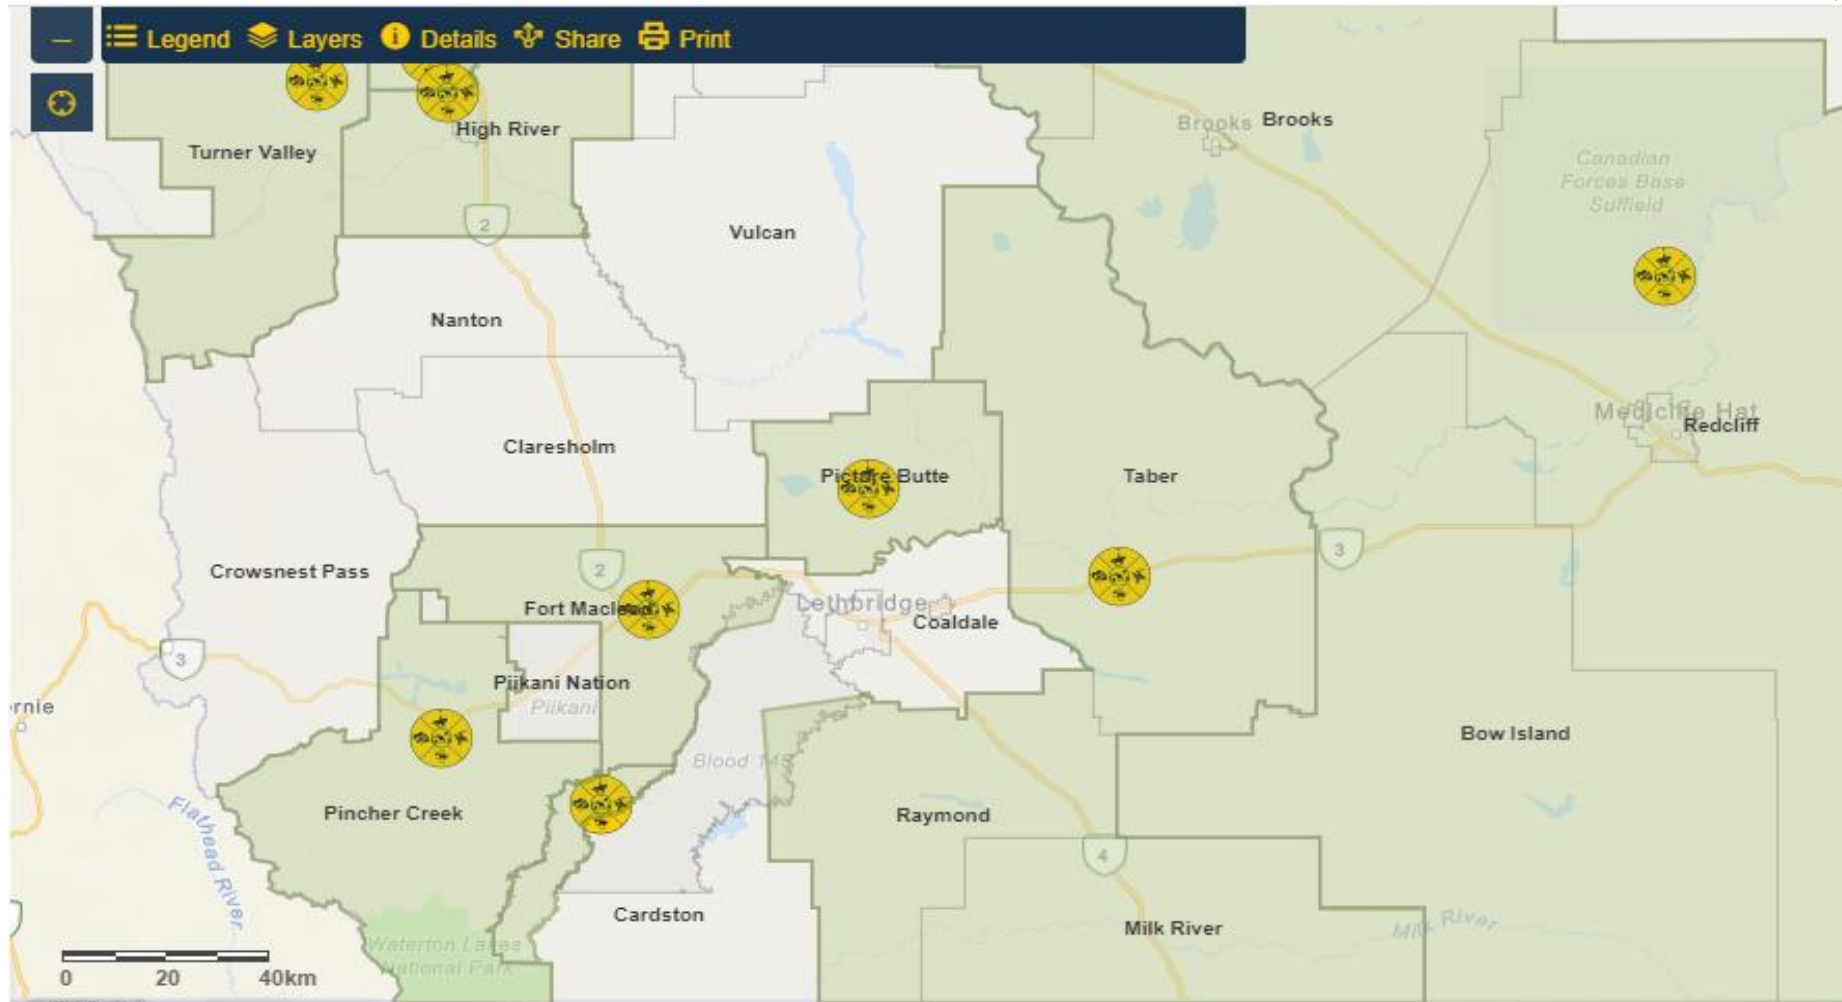 Legend Layers Details Share Print
High River
Turner Valley
Brooks Brooks
Canadian
Forces Base
Suffield
2
Vulcan
Nanton
Medicine Hat
Redcliff
Claresholm
Picture Butte
Taber
3
Crowsnest Pass
2
Fort Macleod
Lethbridge
Coaldale
3
Piikani Nation
Piikani
rnie
Bow Island
Blood 148
Pincher Creek
Raymond
Flathead River
4
Cardston
Milk River
Milk River
Waterton Lakes
National Park
0 20 40km